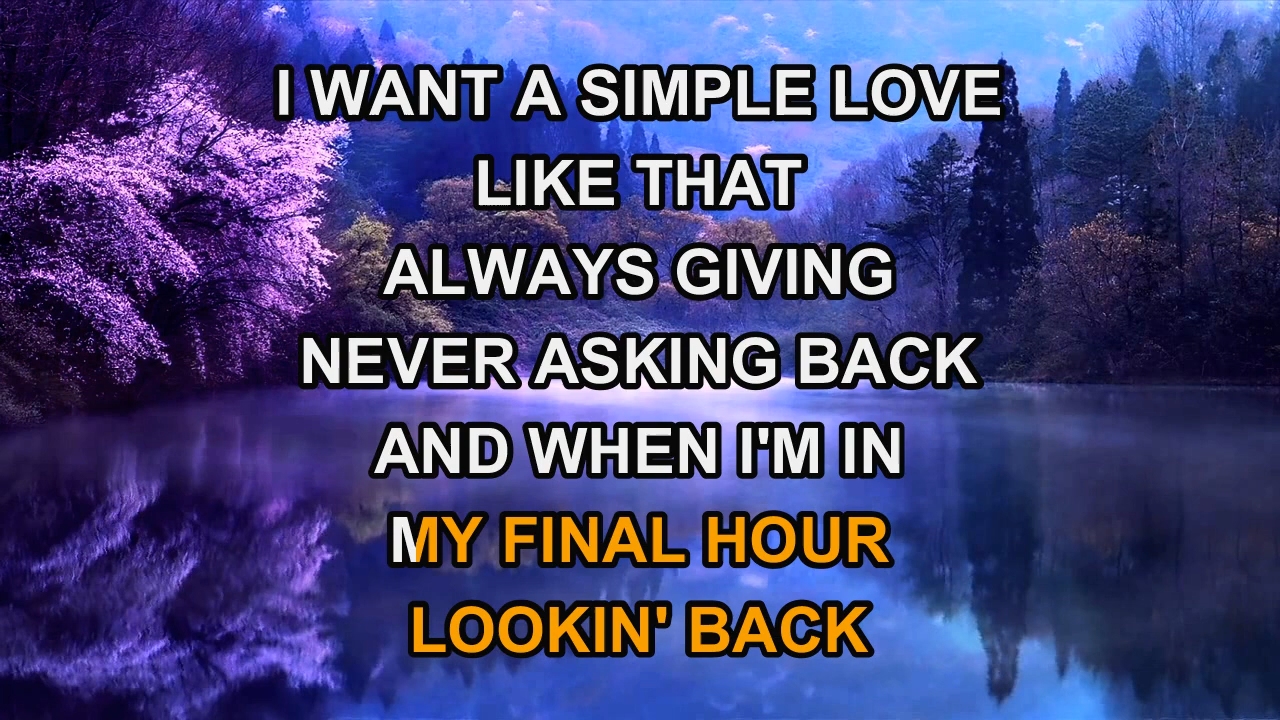 I WANT A SIMPLE LOVE
LIKE THAT
ALWAYS GIVING
NEVER ASKING BACK
AND WHEN I'M IN
MY FINAL HOUR
LOOKIN' BACK